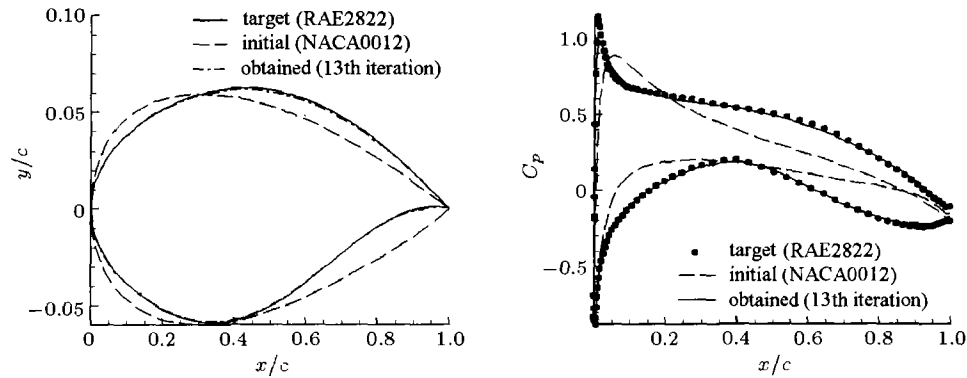 target (RAE2822)
initial (NACA0012)
obtained (13th iteration)
0.10
0.05
0
−0.05
y/c
0
0.2
0.4
0.6
0.8
1.0
x/c
1.0
0.5
0
−0.5
C_p
target (RAE2822)
initial (NACA0012)
obtained (13th iteration)
0
0.2
0.4
0.6
0.8
1.0
x/c